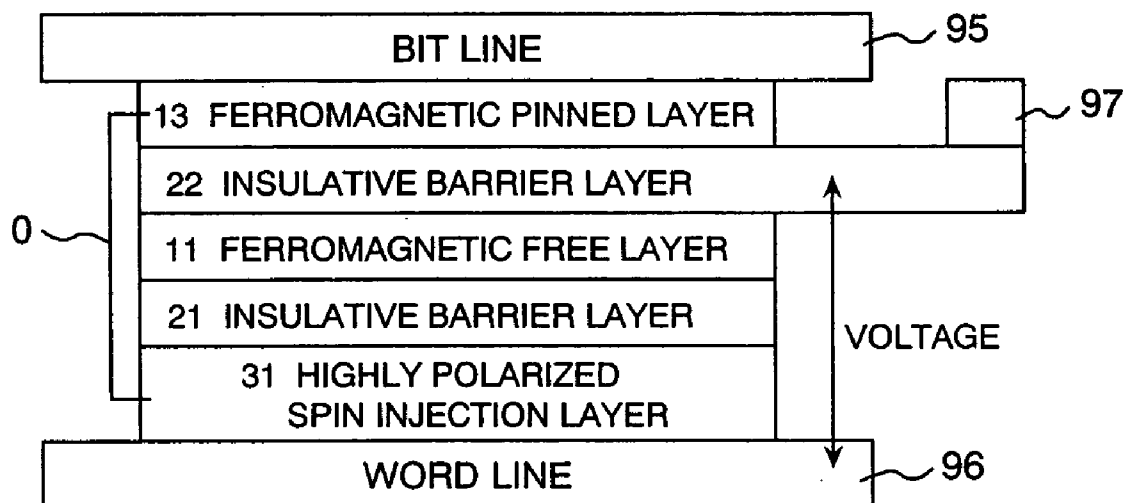 BIT LINE
95
13 FERROMAGNETIC PINNED LAYER
97
22 INSULATIVE BARRIER LAYER
0
11 FERROMAGNETIC FREE LAYER
21 INSULATIVE BARRIER LAYER
VOLTAGE
31 HIGHLY POLARIZED
SPIN INJECTION LAYER
WORD LINE
96